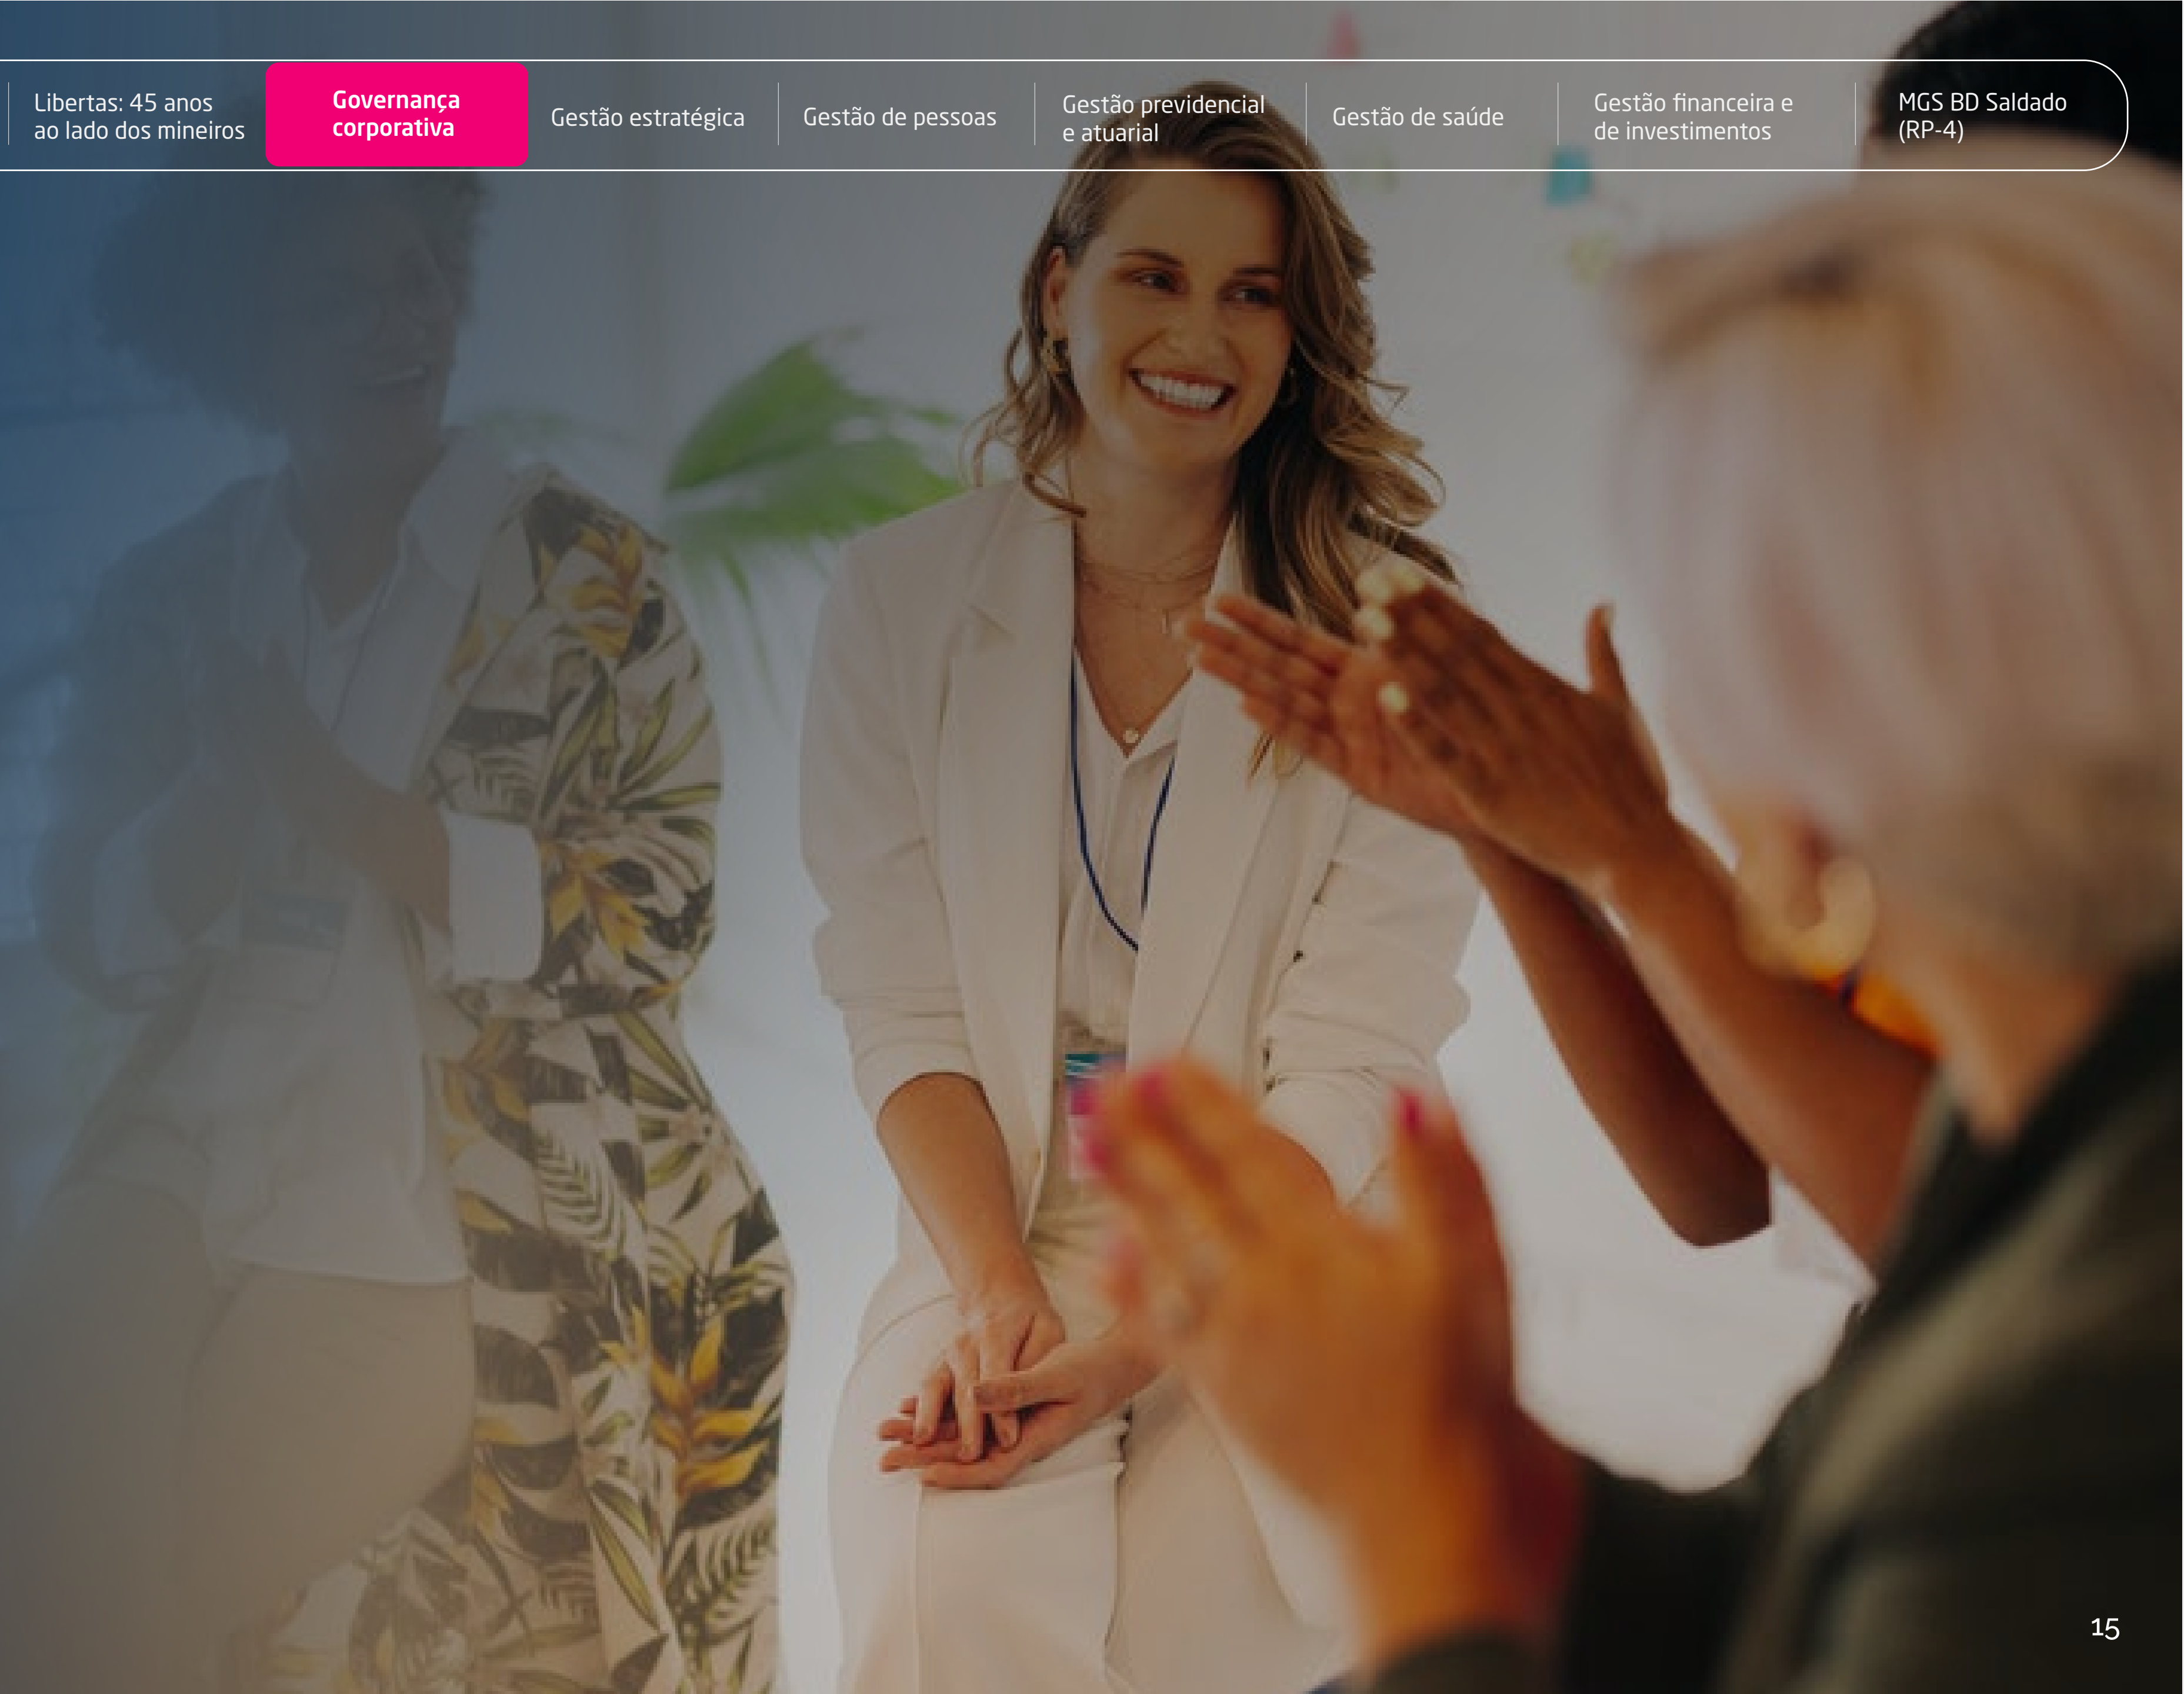 Libertas: 45 anos
ao lado dos mineiros
Governança
corporativa
Gestão estratégica
Gestão de pessoas
Gestão previdencial
e atuarial
Gestão de saúde
Gestão financeira e
de investimentos
MGS BD Saldado
(RP-4)
15